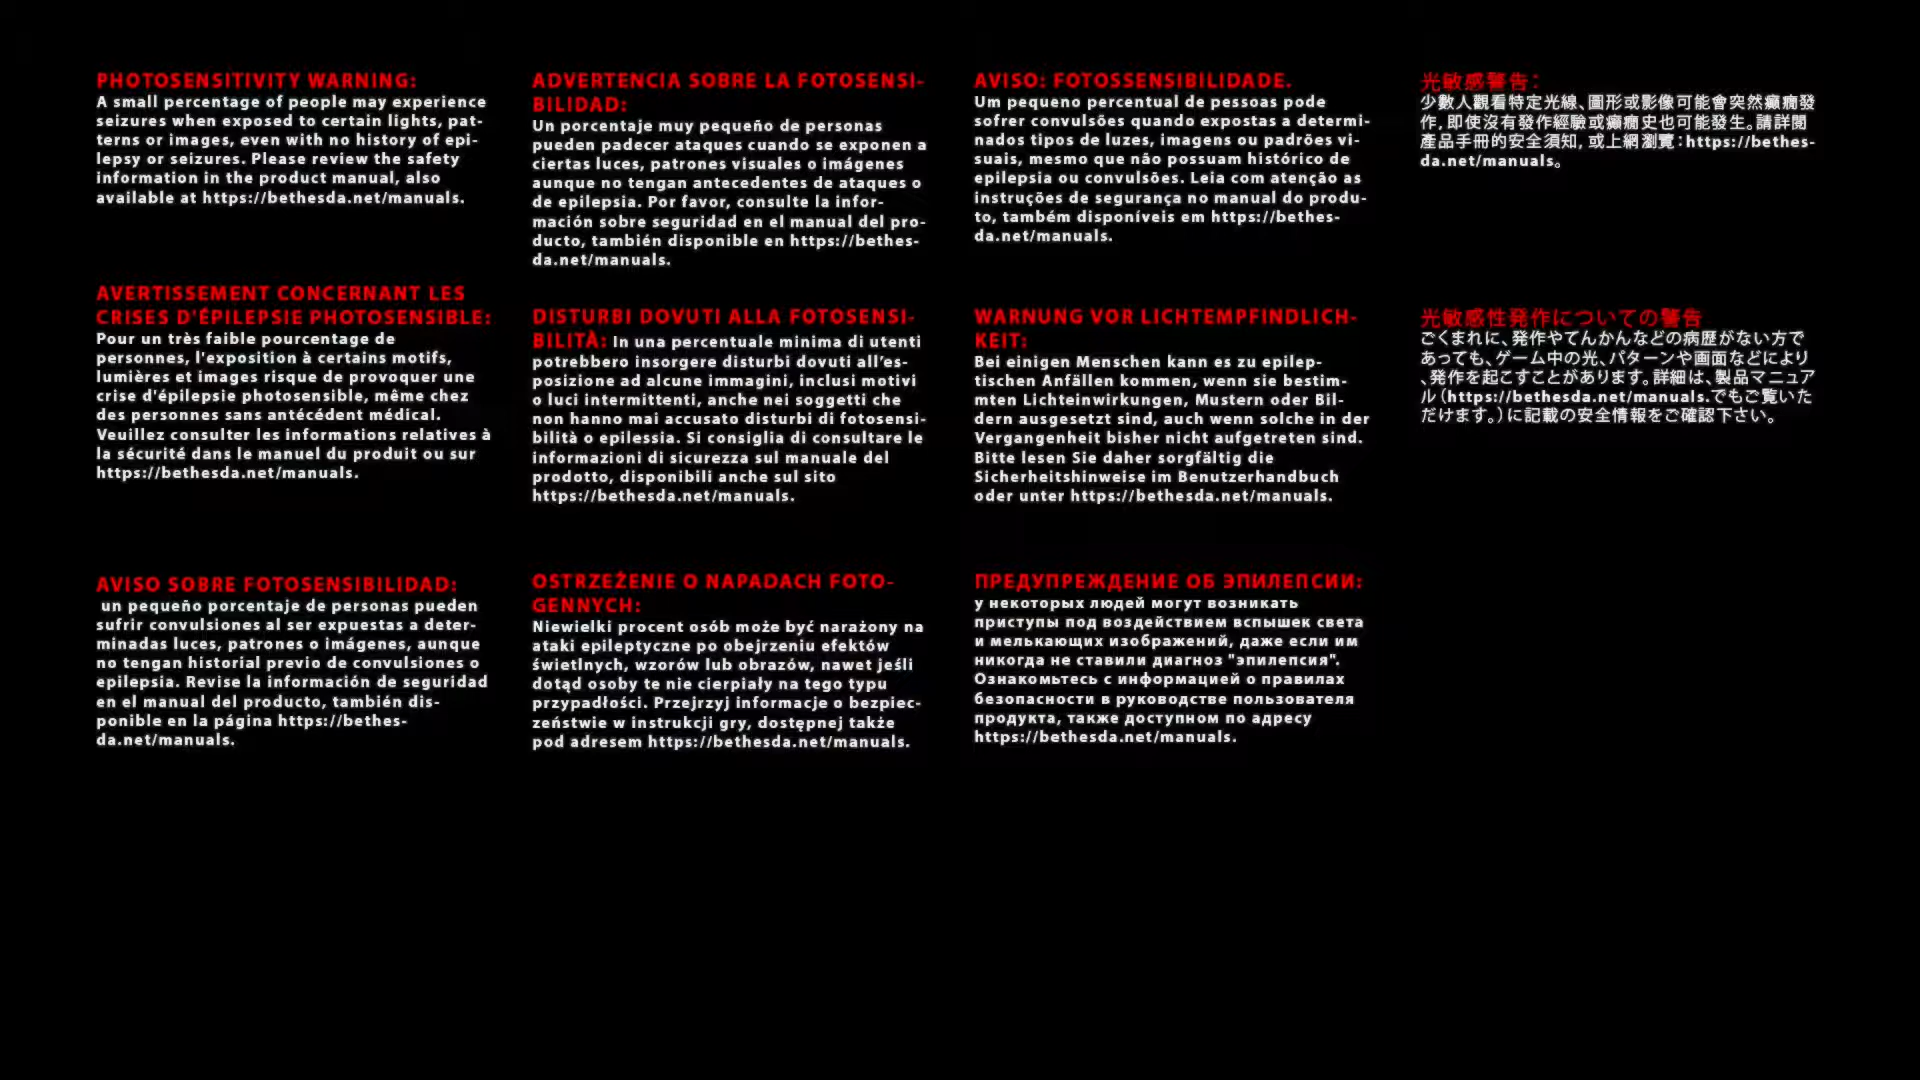 PHOTOSENSITIVITY WARNING:
A small percentage of people may experience
seizures when exposed to certain lights, pat-
terns or images, even with no history of epi-
lepsy or seizures. Please review the safety
information in the product manual, also
available at https://bethesda.net/manuals.
AVERTISSEMENT CONCERNANT LES
CRISES D'ÉPILEPSIE PHOTOSENSIBLE:
Pour un très faible pourcentage de
personnes, l'exposition à certains motifs,
lumières et images risque de provoquer une
crise d'épilepsie photosensible, même chez
des personnes sans antécédent médical.
Veuillez consulter les informations relatives à
la sécurité dans le manuel du produit ou sur
https://bethesda.net/manuals.
AVISO SOBRE FOTOSENSIBILIDAD:
un pequeño porcentaje de personas pueden
sufrir convulsiones al ser expuestas a deter-
minadas luces, patrones o imágenes, aunque
no tengan historial previo de convulsiones o
epilepsia. Revise la información de seguridad
en el manual del producto, también dis-
ponible en la página https://bethes-
da.net/manuals.
ADVERTENCIA SOBRE LA FOTOSENSI-
BILIDAD:
Un porcentaje muy pequeño de personas
pueden padecer ataques cuando se exponen a
ciertas luces, patrones visuales o imágenes
aunque no tengan antecedentes de ataques o
de epilepsia. Por favor, consulte la infor-
mación sobre seguridad en el manual del pro-
ducto, también disponible en https://bethes-
da.net/manuals.
DISTURBI DOVUTI ALLA FOTOSENSI-
BILITÀ: In una percentuale minima di utenti
potrebbero insorgere disturbi dovuti all'es-
posizione ad alcune immagini, inclusi motivi
o luci intermittenti, anche nei soggetti che
non hanno mai accusato disturbi di fotosensi-
bilità o epilessia. Si consiglia di consultare le
informazioni di sicurezza sul manuale del
prodotto, disponibili anche sul sito
https://bethesda.net/manuals.
OSTRZEŻENIE O NAPADACH FOTO-
GENNYCH:
Niewielki procent osób może być narażony na
ataki epileptyczne po obejrzeniu efektów
świetlnych, wzorów lub obrazów, nawet jeśli
dotąd osoby te nie cierpiały na tego typu
przypadłości. Przejrzyj informacje o bezpiec-
zeństwie w instrukcji gry, dostępnej także
pod adresem https://bethesda.net/manuals.
AVISO: FOTOSSENSIBILIDADE.
Um pequeno percentual de pessoas pode
sofrer convulsões quando expostas a determi-
nados tipos de luzes, imagens ou padrões vi-
suais, mesmo que não possuam histórico de
epilepsia ou convulsões. Leia com atenção as
instruções de segurança no manual do produ-
to, também disponíveis em https://bethes-
da.net/manuals.
WARNUNG VOR LICHTEMPFINDLICH-
KEIT:
Bei einigen Menschen kann es zu epilep-
tischen Anfällen kommen, wenn sie bestim-
mten Lichteinwirkungen, Mustern oder Bil-
dern ausgesetzt sind, auch wenn solche in der
Vergangenheit bisher nicht aufgetreten sind.
Bitte lesen Sie daher sorgfältig die
Sicherheitshinweise im Benutzerhandbuch
oder unter https://bethesda.net/manuals.
ПРЕДУПРЕЖДЕНИЕ ОБ ЭПИЛЕПСИИ:
у некоторых людей могут возникать
приступы под воздействием вспышек света
и мелькающих изображений, даже если им
никогда не ставили диагноз "эпилепсия".
Ознакомьтесь с информацией о правилах
безопасности в руководстве пользователя
продукта, также доступном по адресу
https://bethesda.net/manuals.
光敏感警告：
少數人觀看特定光線、圖形或影像可能會突然癲癇發
作，即使沒有發作經驗或癲癇史也可能發生。請詳閱
產品手冊的安全須知，或上網瀏覽：https://bethes-
da.net/manuals。
光敏感性発作についての警告
ごくまれに、発作やてんかんなどの病歴がない方で
あっても、ゲーム中の光、パターンや画面などにより
、発作を起こすことがあります。詳細は、製品マニュア
ル（https://bethesda.net/manuals.でもご覧いた
だけます。）に記載の安全情報をご確認下さい。